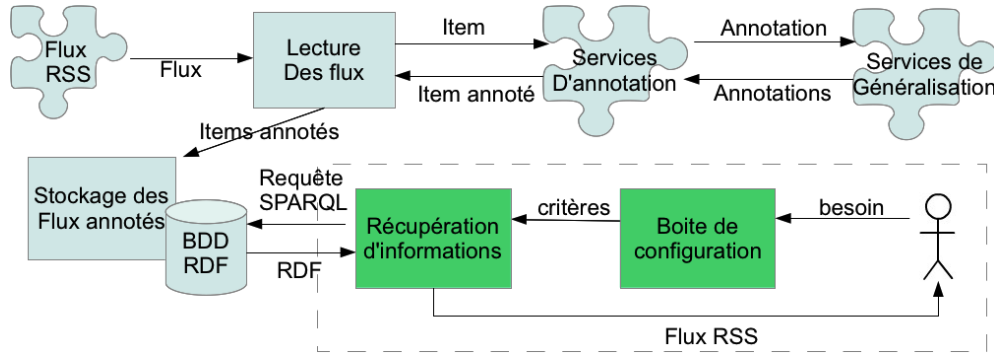 Flux
RSS
Flux
Lecture
Des flux
Item
Item annoté
Services
D'annotation
Annotation
Annotations
Services de
Généralisation
Items annotés
Stockage des
Flux annotés
BDD
RDF
Requête
SPARQL
RDF
Récupération
d'informations
critères
Boite de
configuration
besoin
Flux RSS